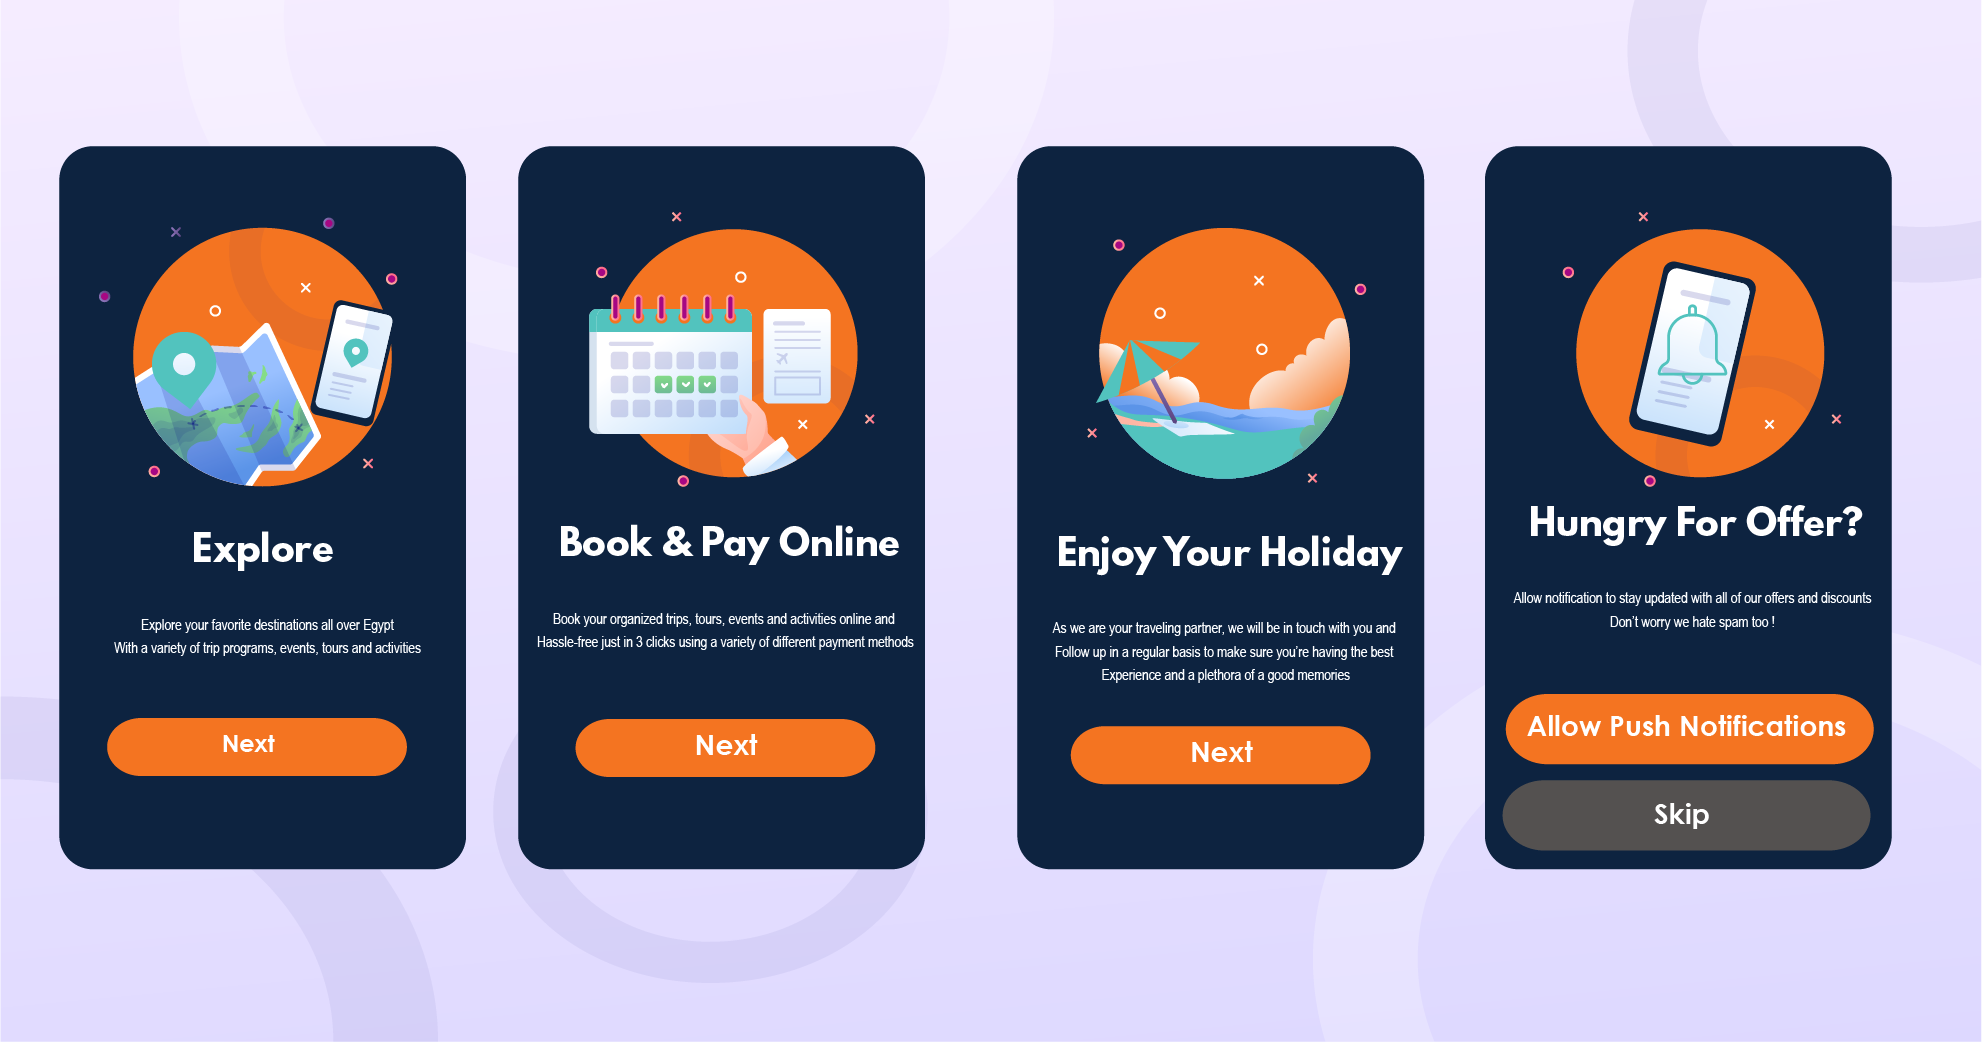 Explore
Explore your favorite destinations all over Egypt
With a variety of trip programs, events, tours and activities
Next
Book & Pay Online
Book your organized trips, tours, events and activities online and
Hassle-free just in 3 clicks using a variety of different payment methods
Next
Enjoy Your Holiday
As we are your traveling partner, we will be in touch with you and
Follow up in a regular basis to make sure you're having the best
Experience and a plethora of a good memories
Next
Hungry For Offer?
Allow notification to stay updated with all of our offers and discounts
Don't worry we hate spam too !
Allow Push Notifications
Skip